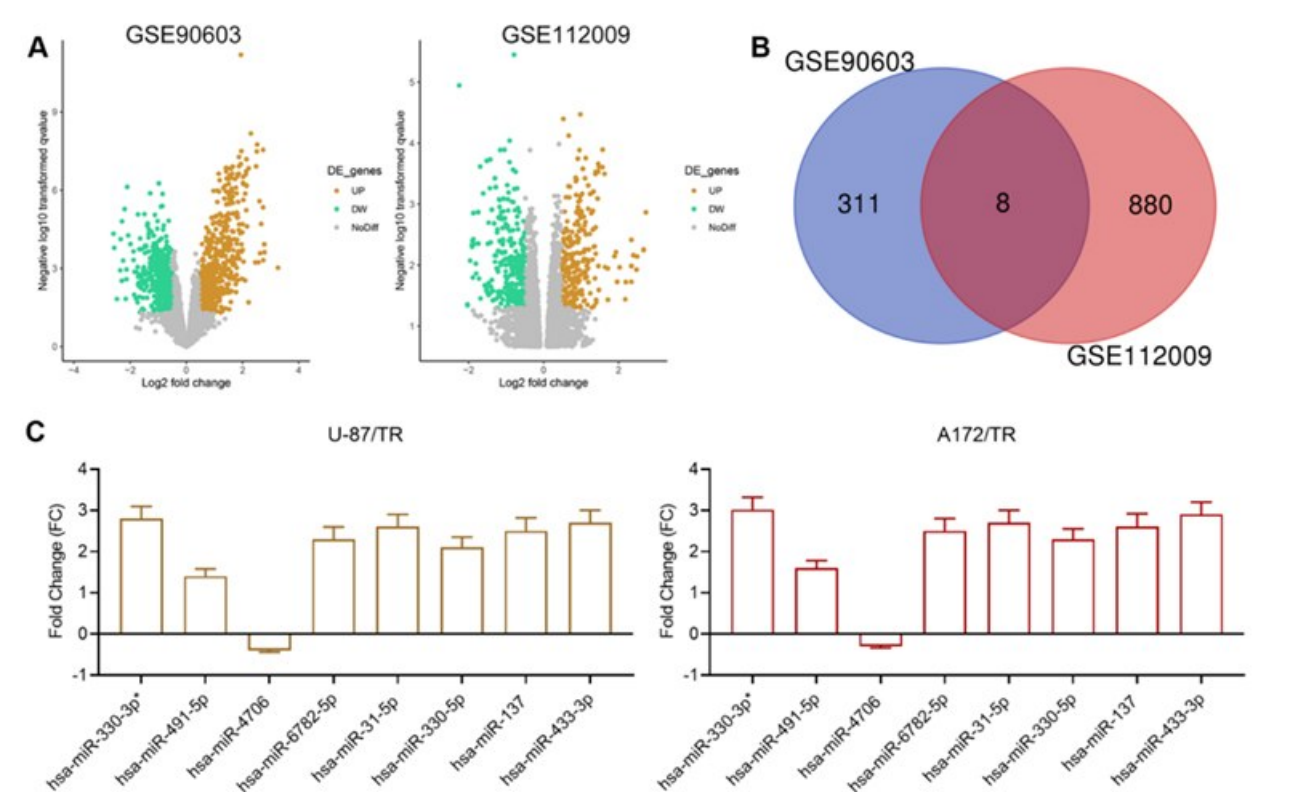 A
GSE90603
GSE112009
Negative log10 transformed qvalue
9
6
3
0
−4
−2
0
2
4
Log2 fold change
DE_genes
UP
DW
NoDiff
Negative log10 transformed qvalue
5
4
3
2
1
−2
0
2
Log2 fold change
DE_genes
UP
DW
NoDiff
B
GSE90603
311
8
880
GSE112009
C
U-87/TR
Fold Change (FC)
4
3
2
1
0
-1
hsa-miR-330-3p*
hsa-miR-491-5p
hsa-miR-4706
hsa-miR-6782-5p
hsa-miR-31-5p
hsa-miR-330-5p
hsa-miR-137
hsa-miR-433-3p
A172/TR
Fold Change (FC)
4
3
2
1
0
-1
hsa-miR-330-3p*
hsa-miR-491-5p
hsa-miR-4706
hsa-miR-6782-5p
hsa-miR-31-5p
hsa-miR-330-5p
hsa-miR-137
hsa-miR-433-3p